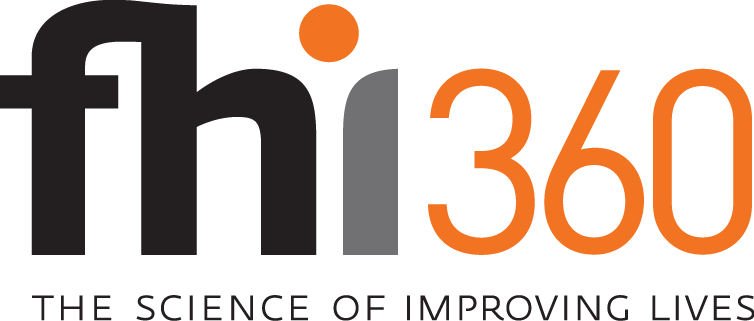 fhi360
THE SCIENCE OF IMPROVING LIVES